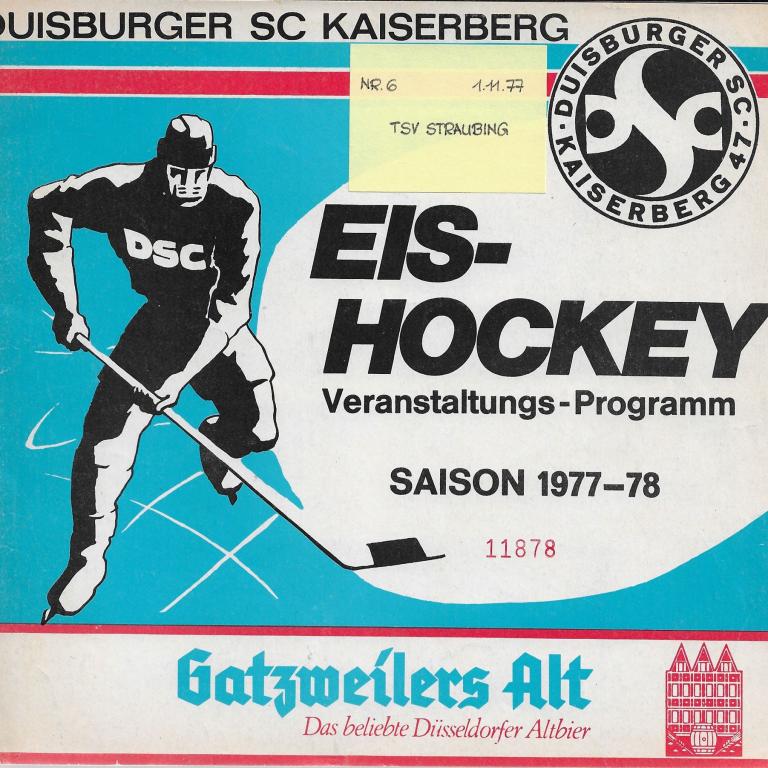 DUISBURGER SC KAISERBERG
NR. 6 1.11.77
TSV STRAUBING
DUISBURGER SC · KAISERBERG 47 ·
DSC
DSC
EIS-
HOCKEY
Veranstaltungs-Programm
SAISON 1977–78
11878
Gatzweilers Alt
Das beliebte Düsseldorfer Altbier